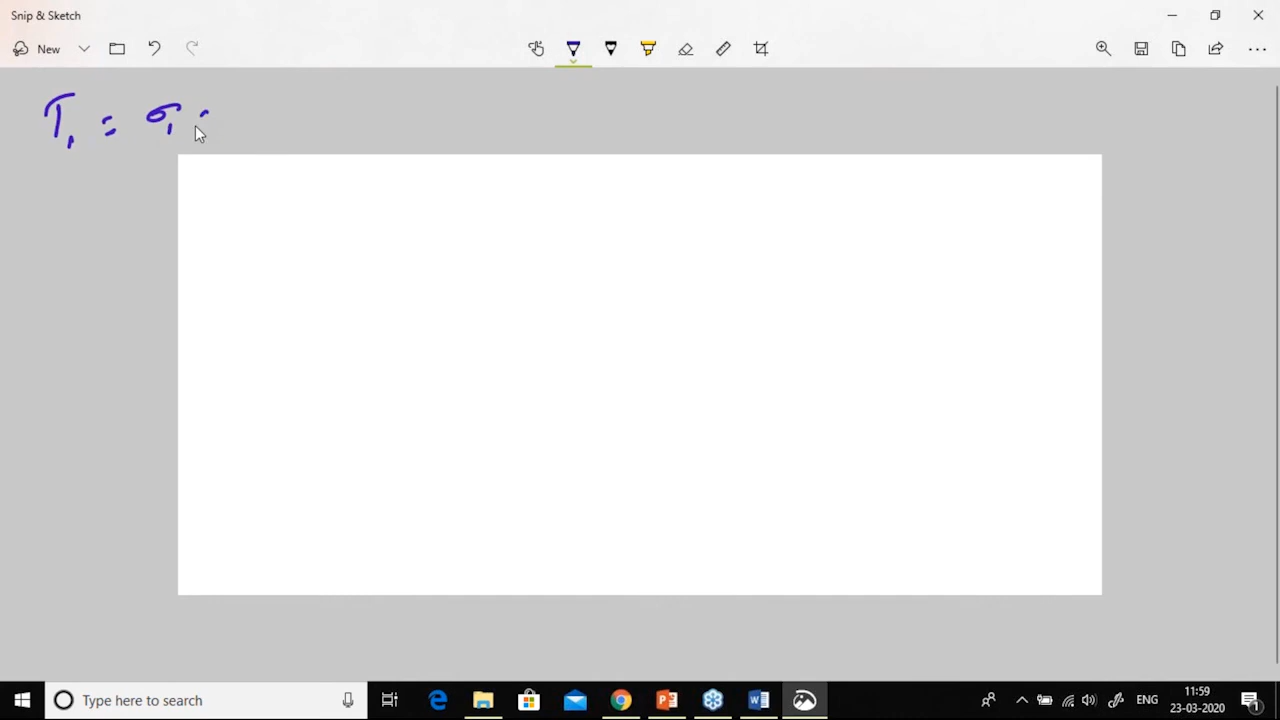 Snip & Sketch
New
T₁ = σ₁ =
Type here to search
ENG
11:59
23-03-2020